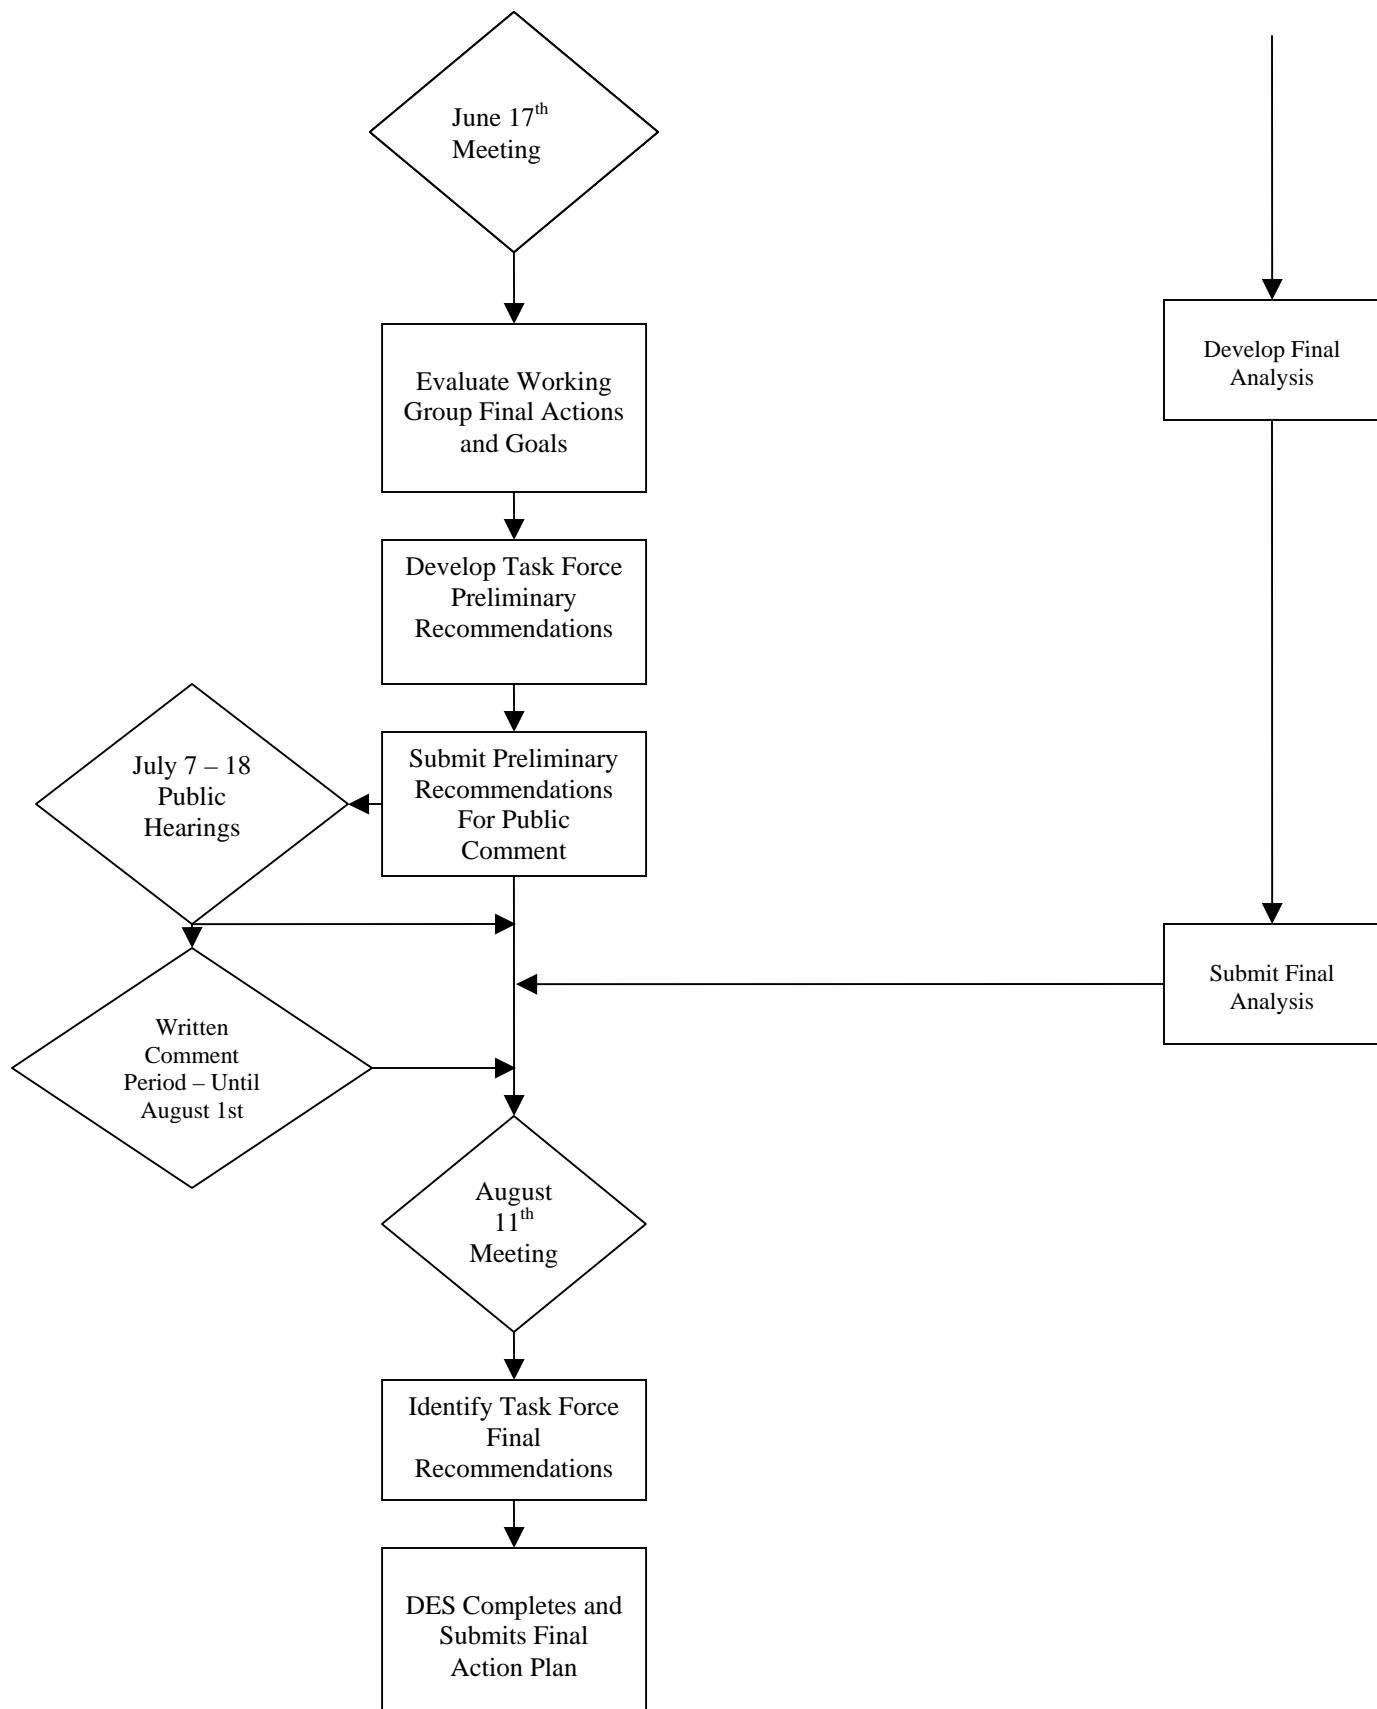 June 17th
Meeting
Evaluate Working
Group Final Actions
and Goals
Develop Final
Analysis
Develop Task Force
Preliminary
Recommendations
July 7 – 18
Public
Hearings
Submit Preliminary
Recommendations
For Public
Comment
Submit Final
Analysis
Written
Comment
Period – Until
August 1st
August
11th
Meeting
Identify Task Force
Final
Recommendations
DES Completes and
Submits Final
Action Plan